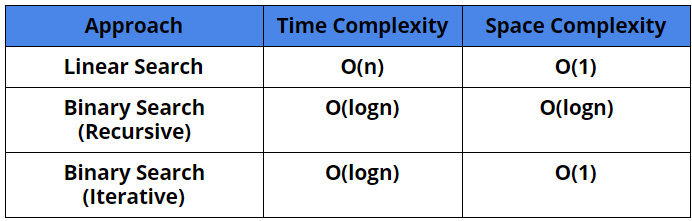 Approach Time Complexity Space Complexity
Linear Search O(n) O(1)
Binary Search O(logn) O(logn)
(Recursive)
Binary Search O(logn) O(1)
(Iterative)